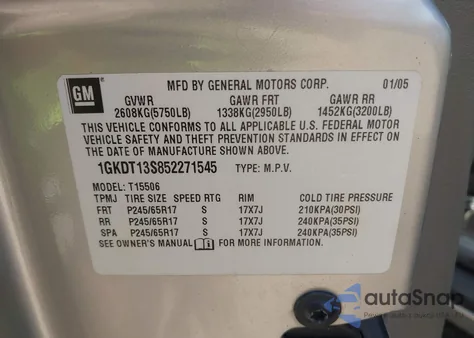 GM
MFD BY GENERAL MOTORS CORP. 01/05
GVWR GAWR FRT GAWR RR
2608KG(5750LB) 1338KG(2950LB) 1452KG(3200LB)
THIS VEHICLE CONFORMS TO ALL APPLICABLE U.S. FEDERAL MOTOR
VEHICLE SAFETY AND THEFT PREVENTION STANDARDS IN EFFECT ON
THE DATE OF MANUFACTURE SHOWN ABOVE.
1GKDT13S852271545 TYPE: M.P.V.
MODEL: T15506
TPMJ TIRE SIZE SPEED RTG RIM COLD TIRE PRESSURE
FRT P245/65R17 S 17X7J 210KPA(30PSI)
RR P245/65R17 S 17X7J 240KPA(35PSI)
SPA P245/65R17 S 17X7J 240KPA(35PSI)
SEE OWNER'S MANUAL FOR MORE INFORMATION.
autoSnap